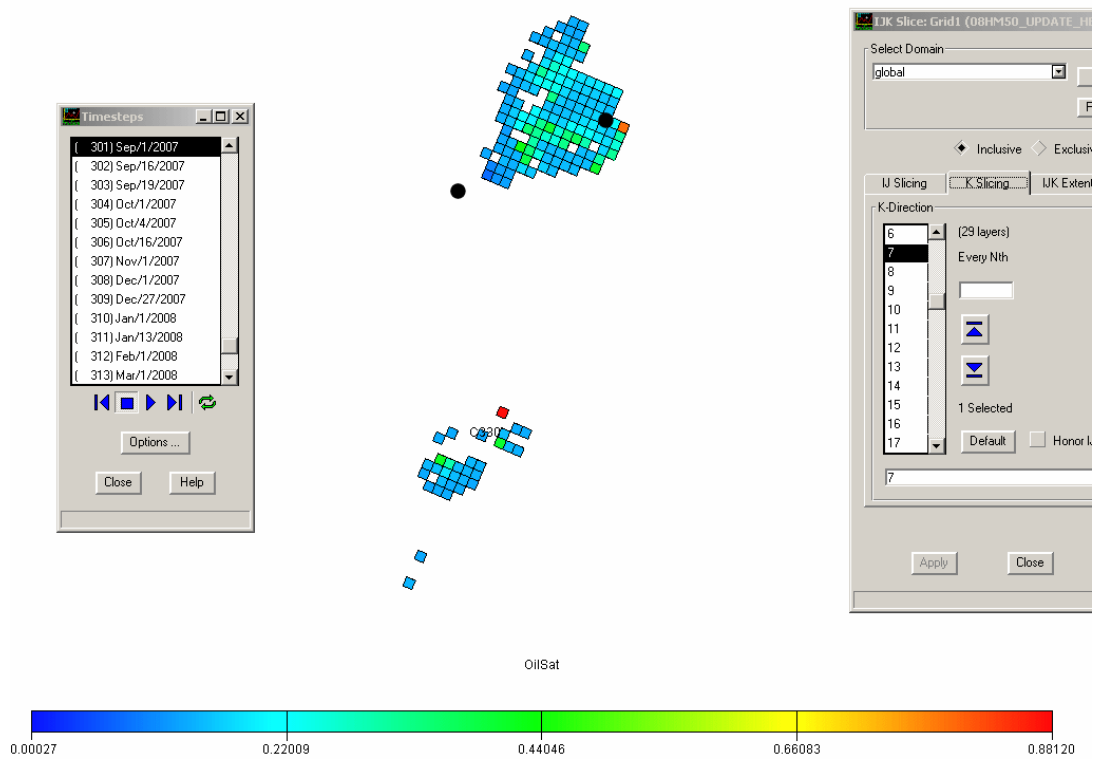 IJK Slice: Grid1 (08HM50_UPDATE_HI
Select Domain
global
Timesteps
( 301) Sep/1/2007
( 302) Sep/16/2007
( 303) Sep/19/2007
( 304) Oct/1/2007
( 305) Oct/4/2007
( 306) Oct/16/2007
( 307) Nov/1/2007
( 308) Dec/1/2007
( 309) Dec/27/2007
( 310) Jan/1/2008
( 311) Jan/13/2008
( 312) Feb/1/2008
( 313) Mar/1/2008
Options ...
Close Help
Inclusive Exclusiv
IJ Slicing K Slicing IJK Extent
K-Direction
6
7
8
9
10
11
12
13
14
15
16
17
(29 layers)
Every Nth
1 Selected
Default Honor I
7
Apply Close
C330
OilSat
0.00027 0.22009 0.44046 0.66083 0.88120